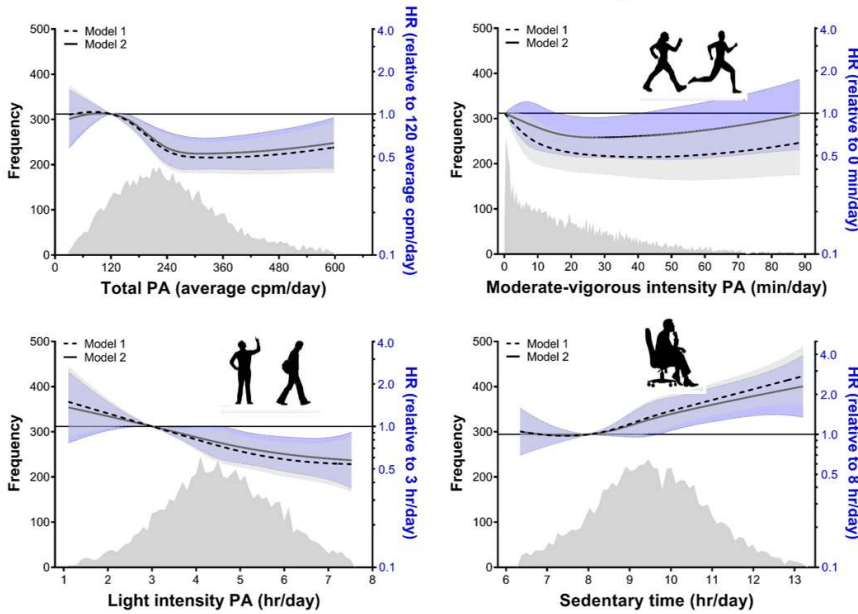 Model 1
Model 2
500
400
300
200
100
0
Frequency
4.0
2.0
1.0
0.5
0.1
HR (relative to 120 average cpm/day)
0 120 240 360 480 600
Total PA (average cpm/day)
Model 1
Model 2
500
400
300
200
100
0
Frequency
4.0
2.0
1.0
0.5
0.1
HR (relative to 0 min/day)
0 10 20 30 40 50 60 70 80 90
Moderate-vigorous intensity PA (min/day)
Model 1
Model 2
500
400
300
200
100
0
Frequency
4.0
2.0
1.0
0.5
0.1
HR (relative to 3 hr/day)
1 2 3 4 5 6 7 8
Light intensity PA (hr/day)
Model 1
Model 2
500
400
300
200
100
0
Frequency
4.0
2.0
1.0
0.5
0.1
HR (relative to 8 hr/day)
6 7 8 9 10 11 12 13
Sedentary time (hr/day)